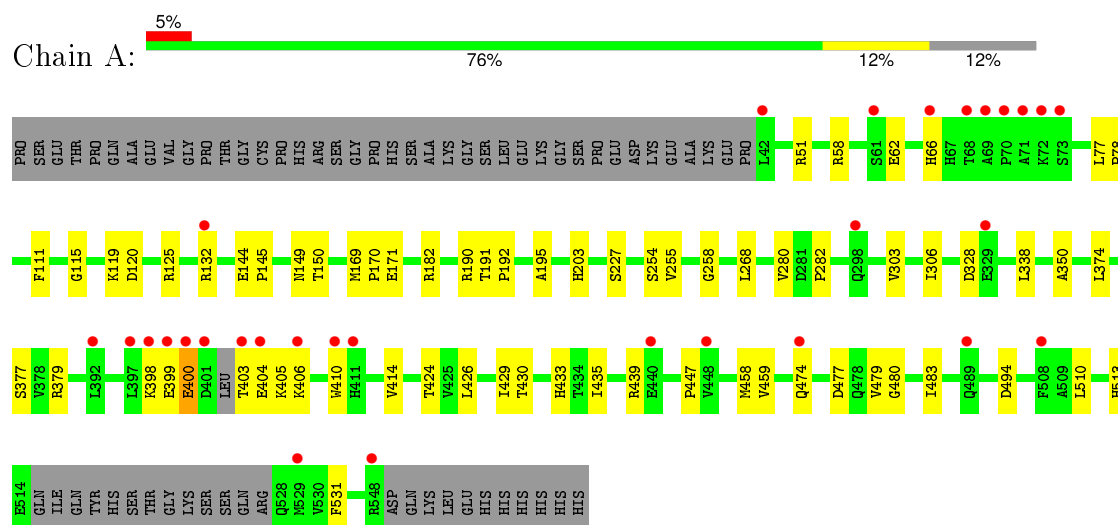 5%
Chain A:
76% 12% 12%
PRO SER GLU THR PRO GLN ALA GLU VAL GLY PRO THR GLY CYS PRO HIS ARG SER GLY PRO HIS SER ALA LYS GLY SER LEU GLU LYS GLY SER PRO GLU ASP LYS GLU ALA LYS GLU PRO L42 R51 R58 S61 E62 H66 H67 T68 A69 P70 A71 K72 S73 L77 P78
F111 G115 K119 D120 R125 R132 E144 P145 N149 T150 M169 P170 E171 R182 R190 T191 P192 A195 H203 S227 S254 V255 G258 L268 V280 D281 P282 Q298 V303 I306 D328 E329 L338 A350 L374
S377 V378 R379 L392 L397 K398 E399 E400 D401 LEU T403 E404 K405 K406 W410 H411 V414 T424 V425 L426 I429 T430 H433 T434 I435 R439 E440 P447 V448 M458 V459 Q474 D477 Q478 V479 G480 I483 Q489 D494 F508 A509 L510 H513
E514 GLN ILE GLN TYR HIS SER THR GLY LYS SER SER GLN ARG Q528 M529 V530 F531 R548 ASP GLN LYS LEU GLU HIS HIS HIS HIS HIS HIS